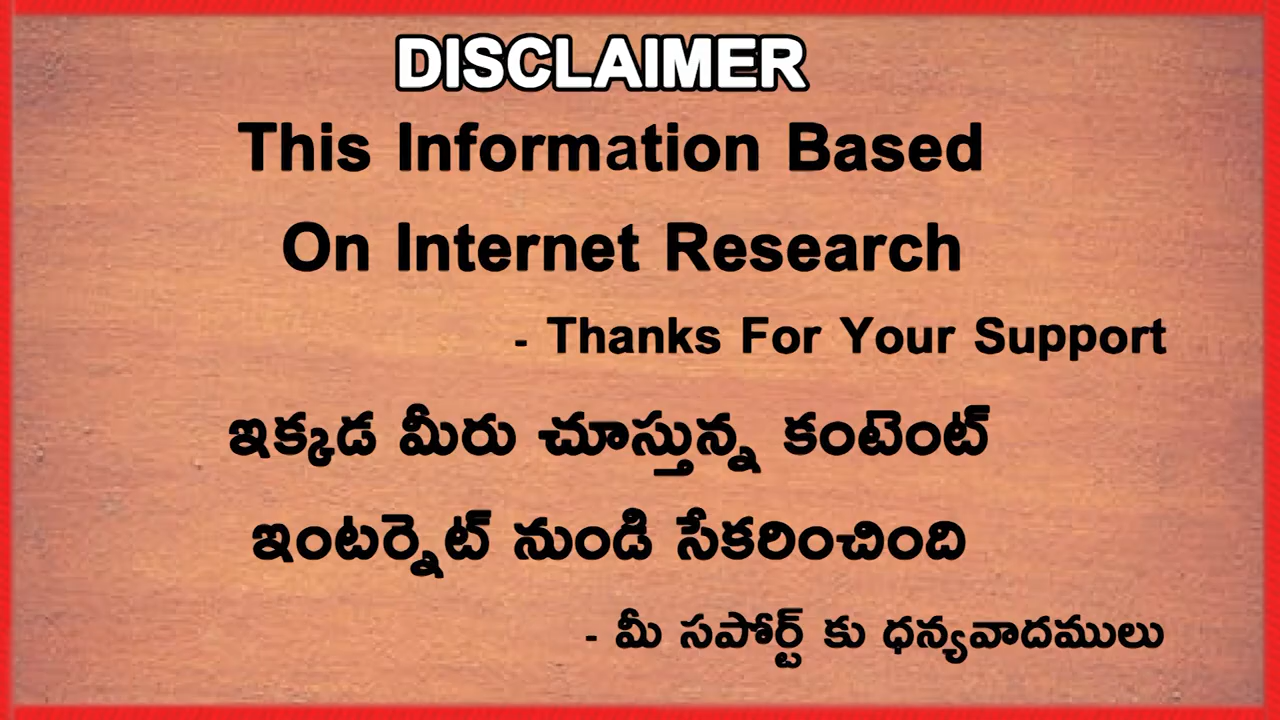 DISCLAIMER
This Information Based
On Internet Research
- Thanks For Your Support
ఇక్కడ మీరు చూస్తున్న కంటెంట్
ఇంటర్నెట్ నుండి సేకరించింది
- మీ సపోర్ట్ కు ధన్యవాదములు